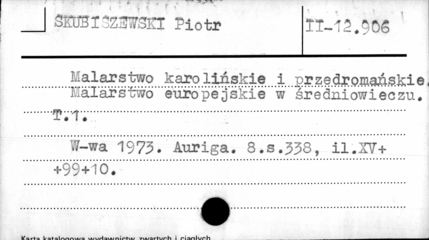 SKUBISZEWSKI Piotr
II-12.906
Malarstwo karolińskie i przedromańskie.
Malarstwo europejskie w średniowieczu.
T.1.
W-wa 1973. Auriga. 8.s.338, il.XV+
+99+10.
Karta katalogowa wydawnictw zwartych i ciągłych